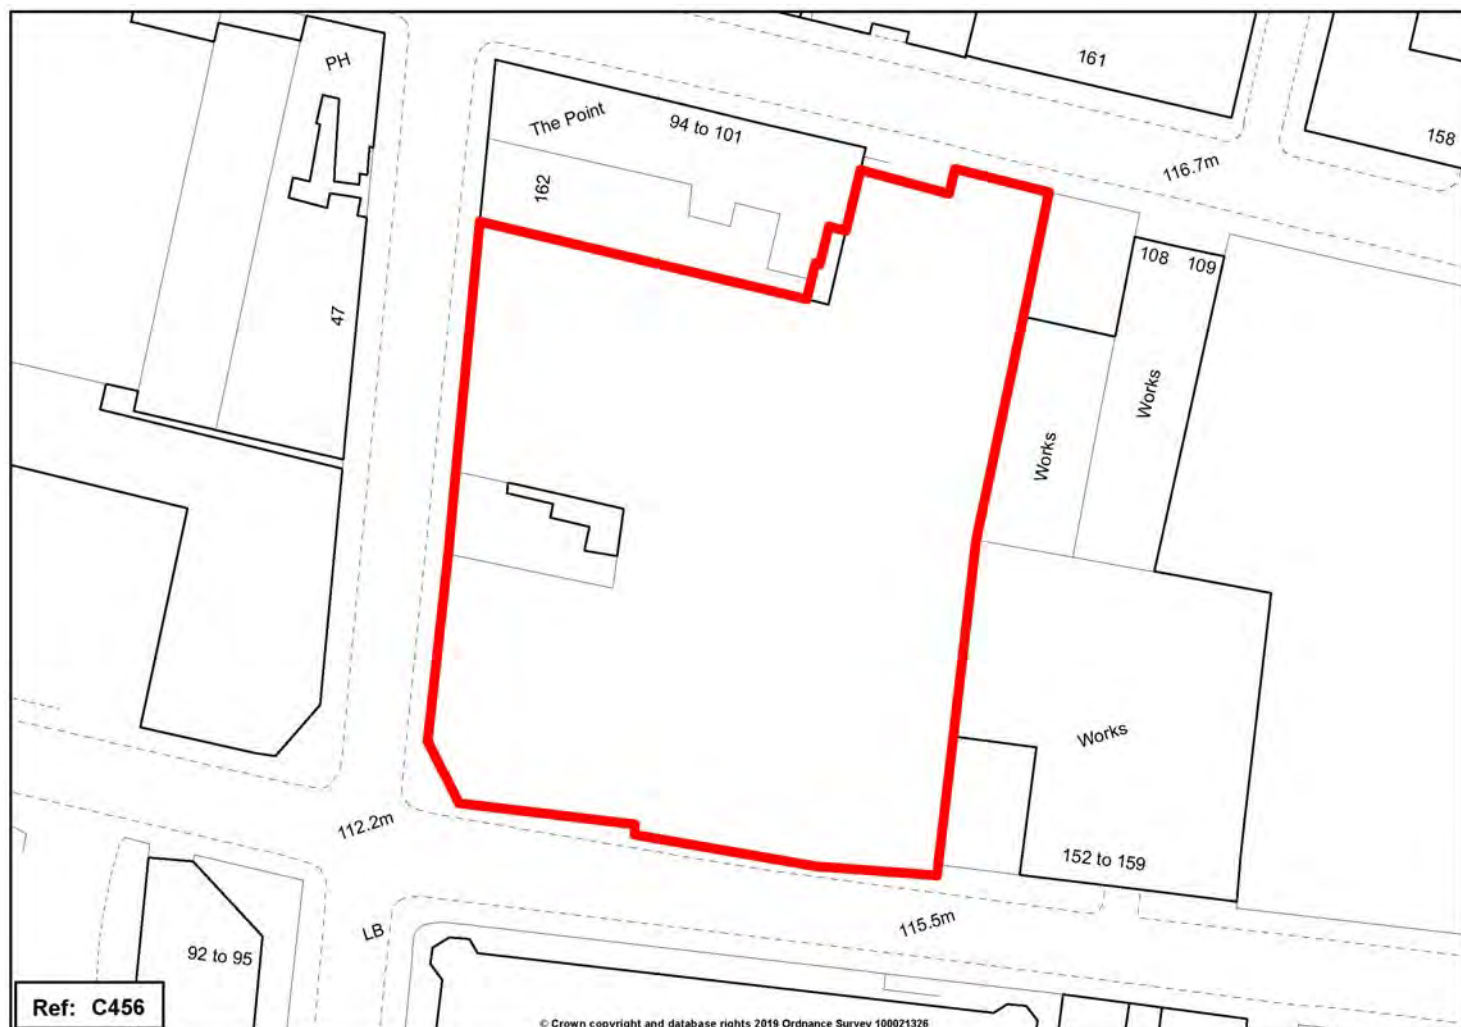 PH
161
The Point
94 to 101
158
116.7m
162
108
109
47
Works
Works
Works
112.2m
152 to 159
115.5m
LB
92 to 95
Ref: C456
© Crown copyright and database rights 2019 Ordnance Survey 100021326